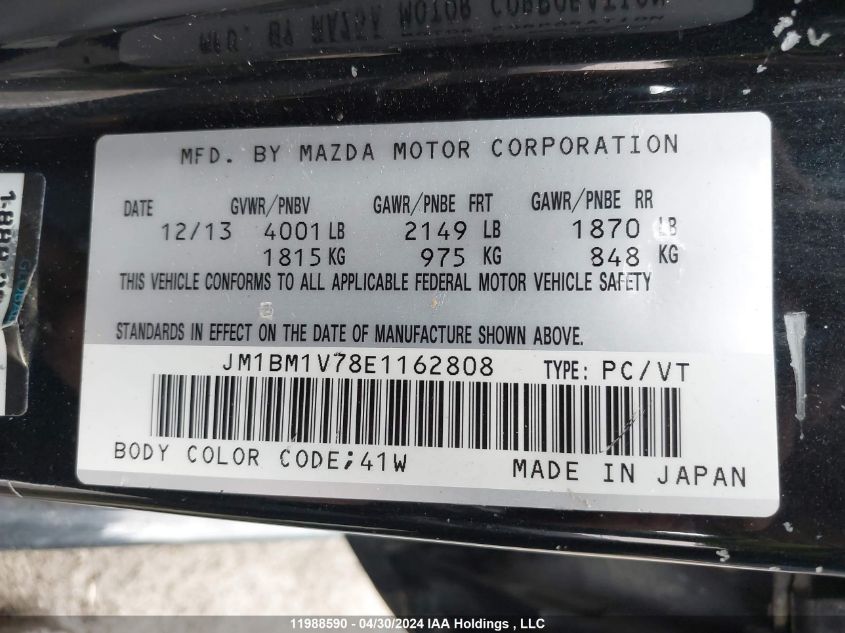 MFD. BY MAZDA MOTOR CORPORATION
DATE GVWR/PNBV GAWR/PNBE FRT GAWR/PNBE RR
12/13 4001 LB 2149 LB 1870 LB
1815 KG 975 KG 848 KG
THIS VEHICLE CONFORMS TO ALL APPLICABLE FEDERAL MOTOR VEHICLE SAFETY
STANDARDS IN EFFECT ON THE DATE OF MANUFACTURE SHOWN ABOVE.
JM1BM1V78E1162808 TYPE: PC/VT
BODY COLOR CODE;41W MADE IN JAPAN
1-888
11988590 - 04/30/2024 IAA Holdings, LLC